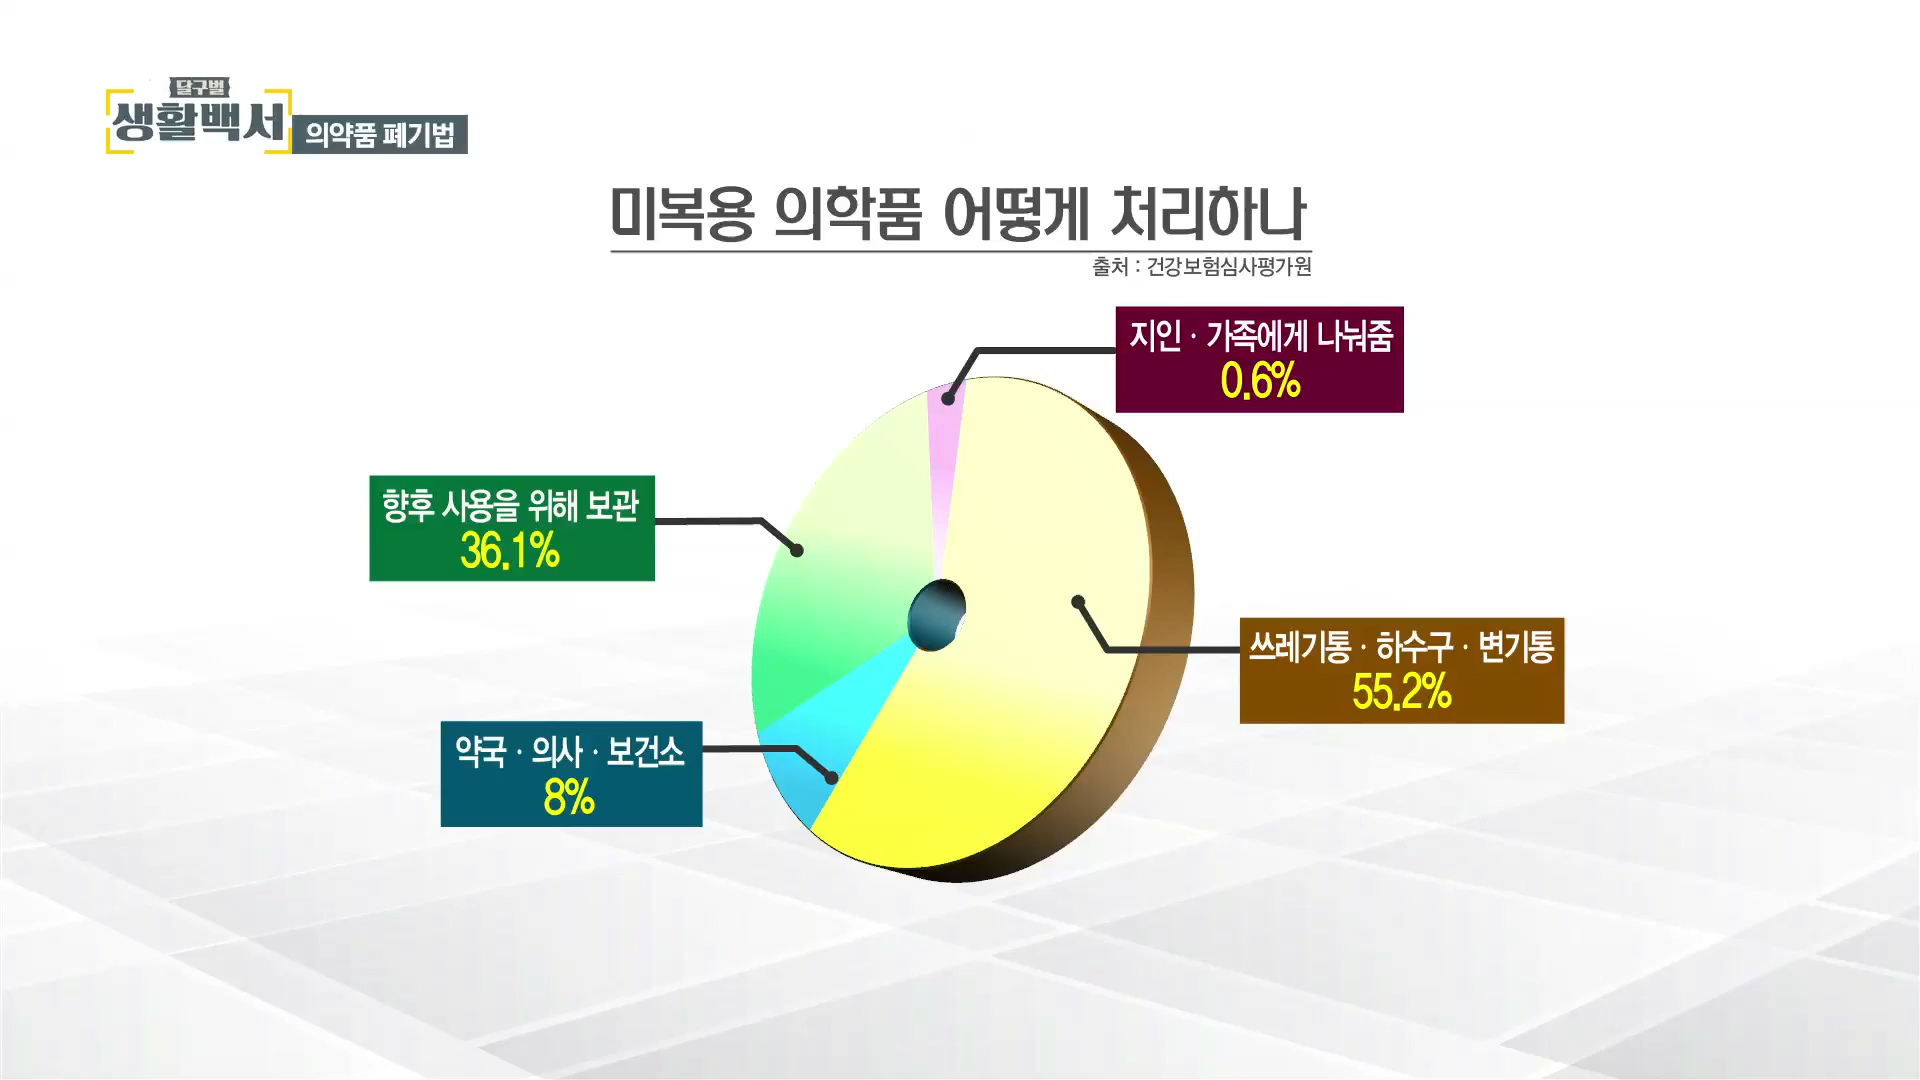 달구벌
생활백서
의약품 폐기법
미복용 의학품 어떻게 처리하나
출처 : 건강보험심사평가원
지인 · 가족에게 나눠줌
0.6%
향후 사용을 위해 보관
36.1%
쓰레기통 · 하수구 · 변기통
55.2%
약국 · 의사 · 보건소
8%